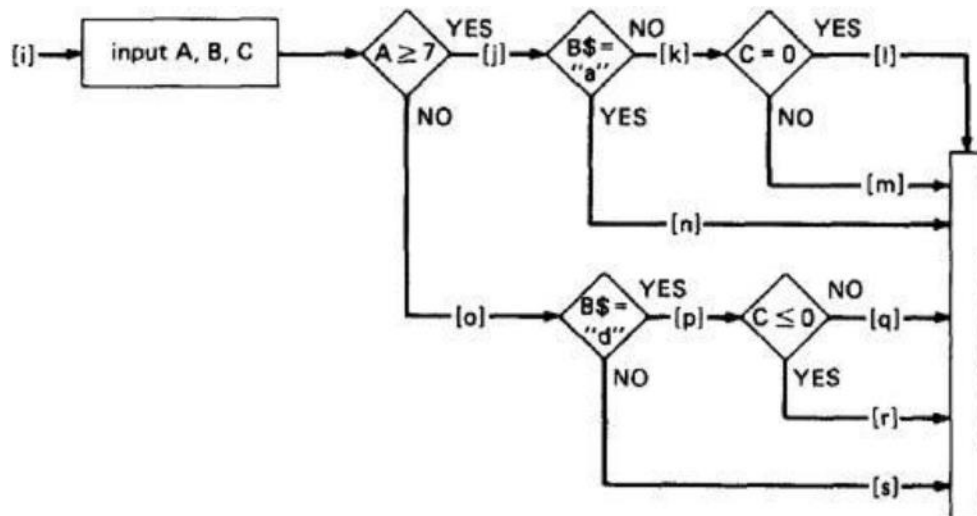 YES NO YES
[i] input A, B, C A ≥ 7 [j] B$ = "a" [k] C = 0 [l]
NO YES NO
[m]
[n]
YES NO
[o] B$ = "d" [p] C ≤ 0 [q]
NO YES
[r]
[s]